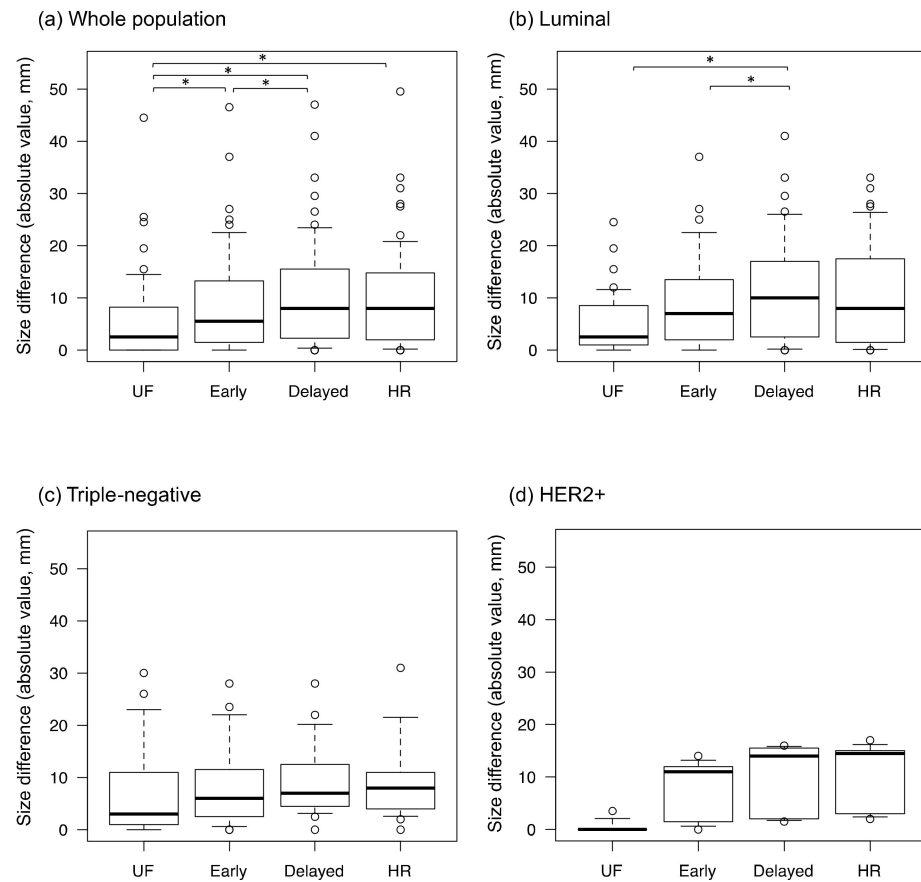 (a) Whole population
(b) Luminal
Size difference (absolute value, mm)
50
40
30
20
10
0
* * * *
UF Early Delayed HR
Size difference (absolute value, mm)
50
40
30
20
10
0
* *
UF Early Delayed HR
(c) Triple-negative
(d) HER2+
Size difference (absolute value, mm)
50
40
30
20
10
0
UF Early Delayed HR
Size difference (absolute value, mm)
50
40
30
20
10
0
UF Early Delayed HR